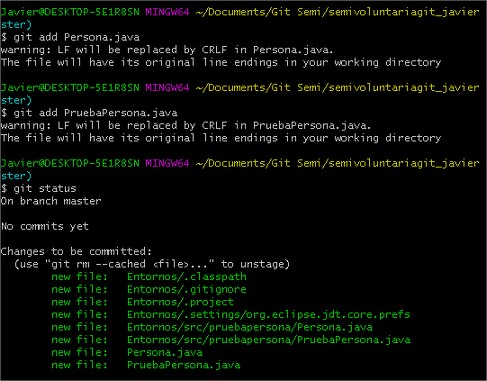 Javier@DESKTOP-5E1R8SN MINGW64 ~/Documents/Git Semi/semivoluntariagit_javier
ster)
$ git add Persona.java
warning: LF will be replaced by CRLF in Persona.java.
The file will have its original line endings in your working directory
Javier@DESKTOP-5E1R8SN MINGW64 ~/Documents/Git Semi/semivoluntariagit_javier
ster)
$ git add PruebaPersona.java
warning: LF will be replaced by CRLF in PruebaPersona.java.
The file will have its original line endings in your working directory
Javier@DESKTOP-5E1R8SN MINGW64 ~/Documents/Git Semi/semivoluntariagit_javier
ster)
$ git status
On branch master
No commits yet
Changes to be committed:
(use "git rm --cached <file>..." to unstage)
new file: Entornos/.classpath
new file: Entornos/.gitignore
new file: Entornos/.project
new file: Entornos/.settings/org.eclipse.jdt.core.prefs
new file: Entornos/src/pruebapersona/Persona.java
new file: Entornos/src/pruebapersona/PruebaPersona.java
new file: Persona.java
new file: PruebaPersona.java